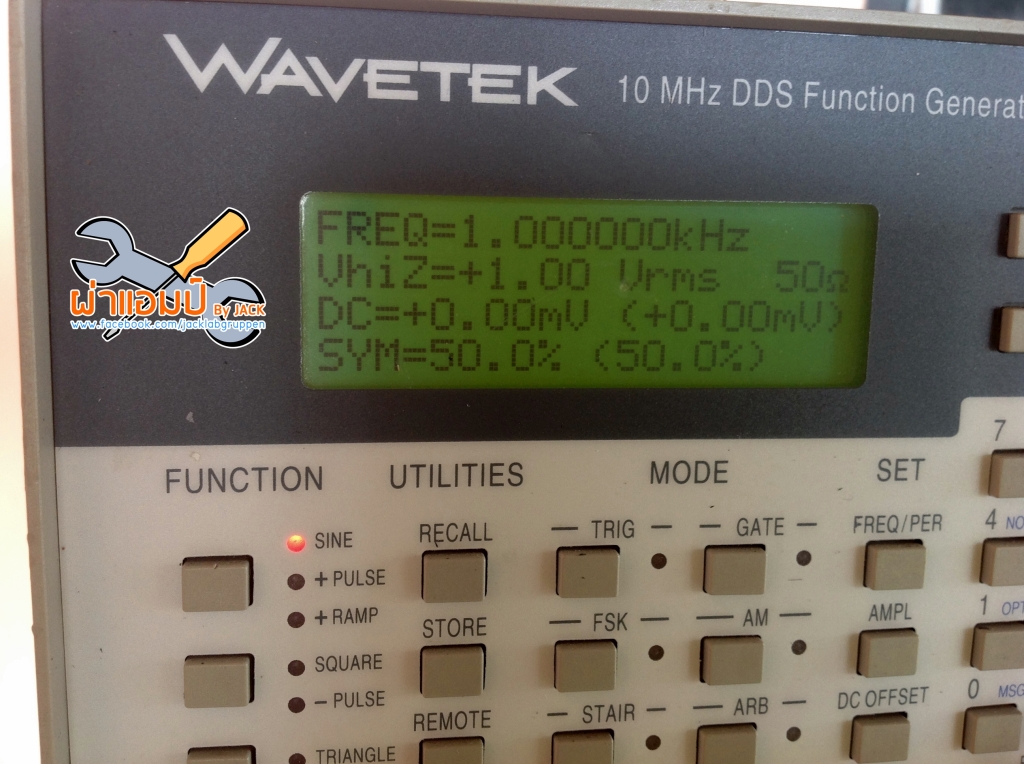 WAVETEK
10 MHz DDS Function Generat
FREQ=1.000000kHz
VhiZ=+1.00 Vrms 50Ω
DC=+0.00mV (+0.00mV)
SYM=50.0% (50.0%)
ผ่าแอมป์ By JACK
www.facebook.com/jacklabgruppen
FUNCTION UTILITIES MODE SET
7
SINE RECALL TRIG GATE FREQ/PER 4 NO
+ PULSE
+ RAMP STORE FSK AM AMPL 1 OPT
SQUARE
- PULSE REMOTE STAIR ARB DC OFFSET 0 MSG
TRIANGLE